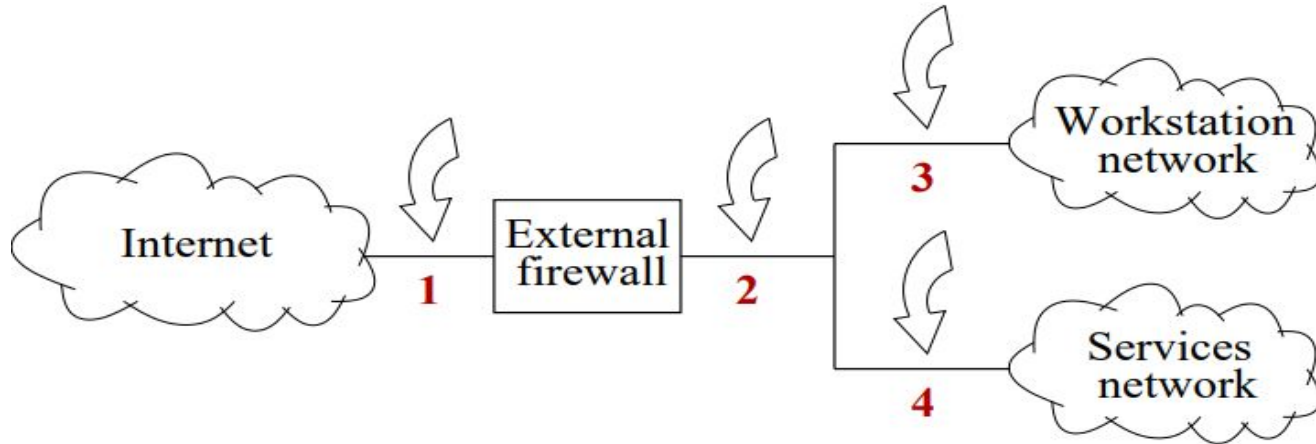 Internet
1
External
firewall
2
3
Workstation
network
4
Services
network